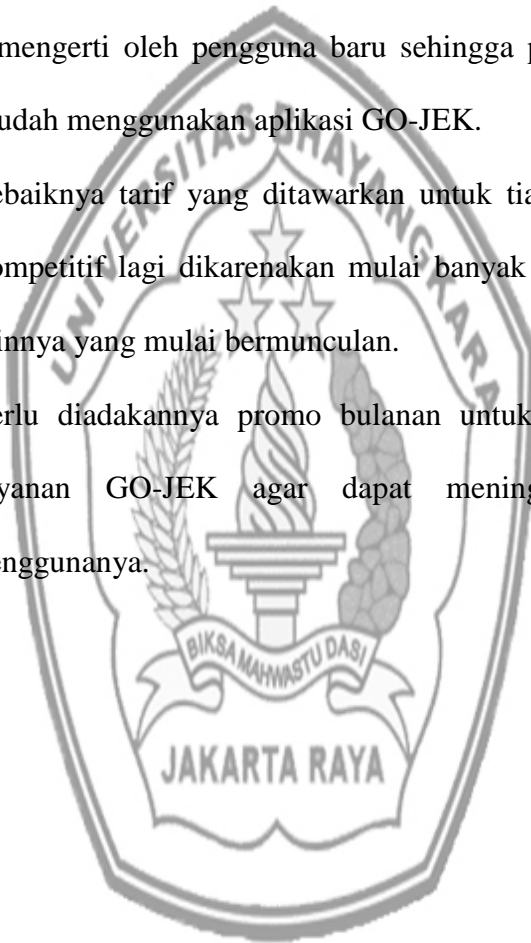 mengerti oleh pengguna baru sehingga p
udah menggunakan aplikasi GO-JEK.
ebaiknya tarif yang ditawarkan untuk tia
ompetitif lagi dikarenakan mulai banyak
innya yang mulai bermunculan.
erlu diadakannya promo bulanan untuk
yanan GO-JEK agar dapat mening
enggunanya.
UNIVERSITAS BHAYANGKARA
BIKSA MAHWASTU DASI
JAKARTA RAYA